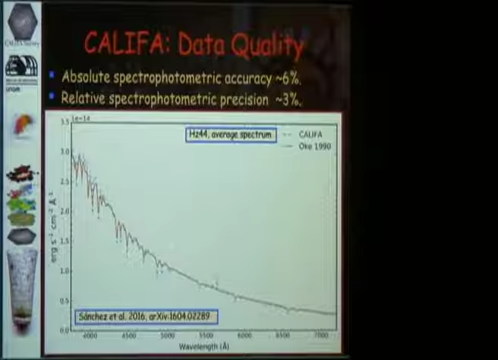 CALIFA: Data Quality
Absolute spectrophotometric accuracy ~6%.
Relative spectrophotometric precision ~3%.
1e−14
Hz44, average spectrum
CALIFA
Oke 1990
3.5
3.0
2.5
2.0
1.5
1.0
0.5
0.0
erg s⁻¹ cm⁻² Å⁻¹
Sánchez et al. 2016, arXiv:1604.02289
4000 4500 5000 5500 6000 6500 7000
Wavelength (Å)